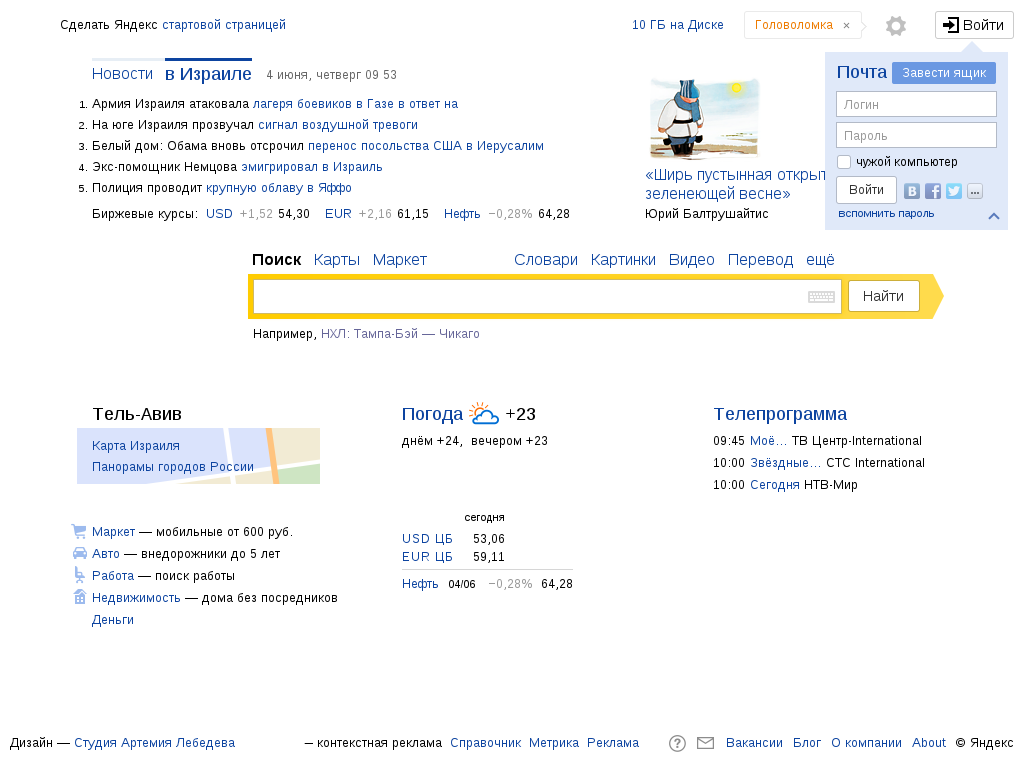 Сделать Яндекс стартовой страницей
10 ГБ на Диске
Головоломка ×
Войти
Новости в Израиле 4 июня, четверг 09 53
1. Армия Израиля атаковала лагеря боевиков в Газе в ответ на
2. На юге Израиля прозвучал сигнал воздушной тревоги
3. Белый дом: Обама вновь отсрочил перенос посольства США в Иерусалим
4. Экс-помощник Немцова эмигрировал в Израиль
5. Полиция проводит крупную облаву в Яффо
Биржевые курсы: USD +1,52 54,30 EUR +2,16 61,15 Нефть −0,28% 64,28
«Ширь пустынная открыт
зеленеющей весне»
Юрий Балтрушайтис
Почта Завести ящик
Логин
Пароль
чужой компьютер
Войти
вспомнить пароль
Поиск Карты Маркет Словари Картинки Видео Перевод ещё
Найти
Например, НХЛ: Тампа-Бэй — Чикаго
Тель-Авив
Карта Израиля
Панорамы городов России
Маркет — мобильные от 600 руб.
Авто — внедорожники до 5 лет
Работа — поиск работы
Недвижимость — дома без посредников
Деньги
Погода +23
днём +24, вечером +23
сегодня
USD ЦБ 53,06
EUR ЦБ 59,11
Нефть 04/06 −0,28% 64,28
Телепрограмма
09:45 Моё… ТВ Центр-International
10:00 Звёздные… СТС International
10:00 Сегодня НТВ-Мир
Дизайн — Студия Артемия Лебедева
— контекстная реклама Справочник Метрика Реклама
Вакансии Блог О компании About © Яндекс